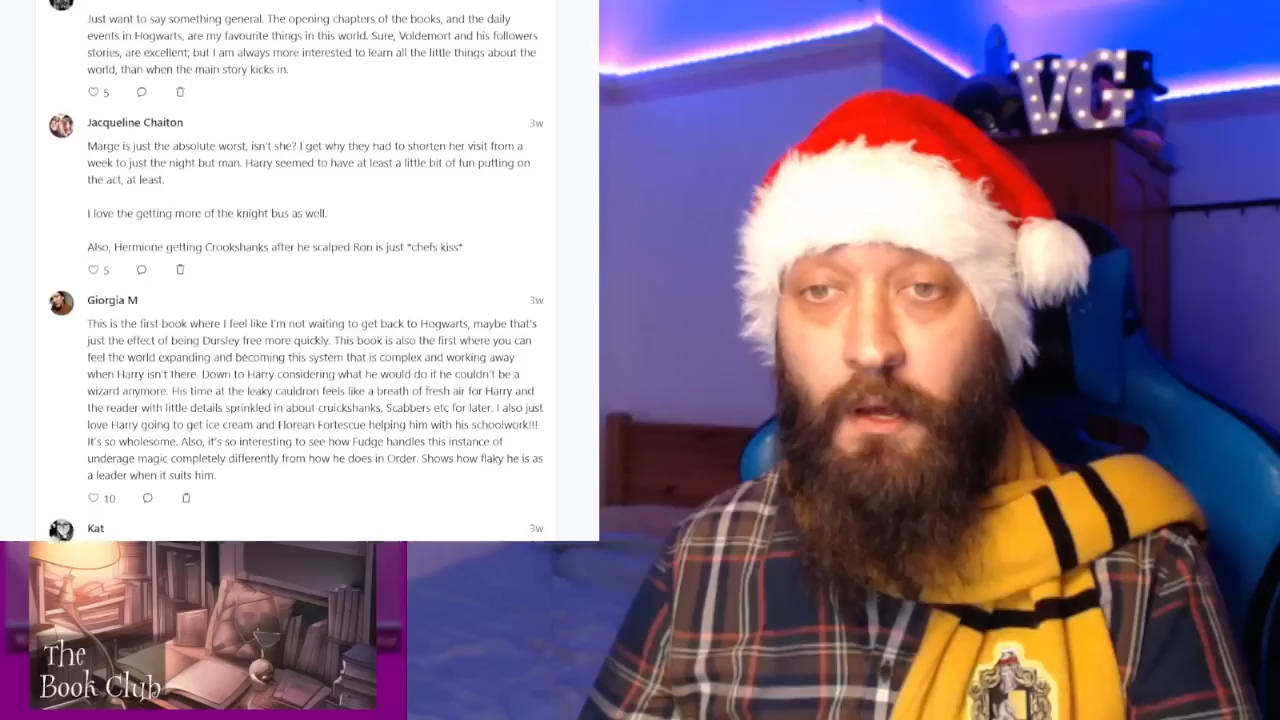 Just want to say something general. The opening chapters of the books, and the daily
events in Hogwarts, are my favourite things in this world. Sure, Voldemort and his followers
stories, are excellent; but I am always more interested to learn all the little things about the
world, than when the main story kicks in.
5
Jacqueline Chaiton
3w
Marge is just the absolute worst, isn't she? I get why they had to shorten her visit from a
week to just the night but man. Harry seemed to have at least a little bit of fun putting on
the act, at least.
I love the getting more of the knight bus as well.
Also, Hermione getting Crookshanks after he scalped Ron is just *chefs kiss*
5
Giorgia M
3w
This is the first book where I feel like I'm not waiting to get back to Hogwarts, maybe that's
just the effect of being Dursley free more quickly. This book is also the first where you can
feel the world expanding and becoming this system that is complex and working away
when Harry isn't there. Down to Harry considering what he would do if he couldn't be a
wizard anymore. His time at the leaky cauldron feels like a breath of fresh air for Harry and
the reader with little details sprinkled in about cruickshanks, Scabbers etc for later. I also just
love Harry going to get ice cream and Florean Fortescue helping him with his schoolwork!!!
It's so wholesome. Also, it's so interesting to see how Fudge handles this instance of
underage magic completely differently from how he does in Order. Shows how flaky he is as
a leader when it suits him.
10
Kat
3w
VG
The
Book Club